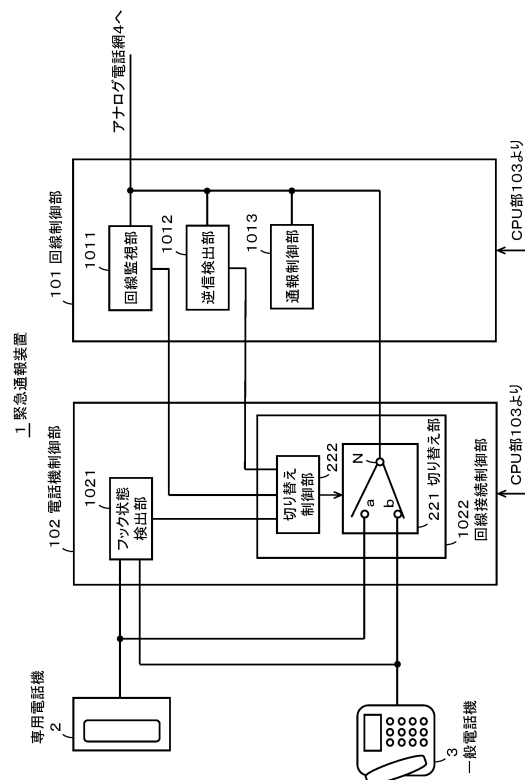 1 緊急通報装置
専用電話機
2
3
一般電話機
102 電話機制御部
1021
フック状態
検出部
切り替え
制御部
222
N
a
b
221 切り替え部
1022
回線接続制御部
CPU部103より
101 回線制御部
1011
回線監視部
1012
逆信検出部
1013
通報制御部
アナログ電話網4へ
CPU部103より